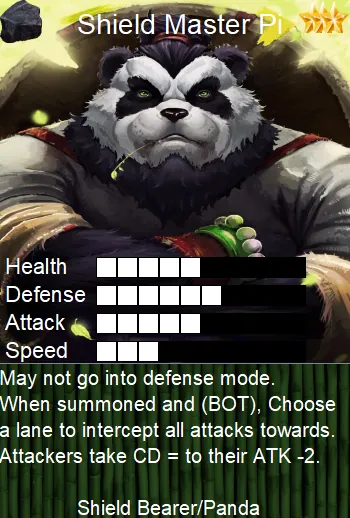 Shield Master Pi
Health
Defense
Attack
Speed
May not go into defense mode.
When summoned and (BOT), Choose
a lane to intercept all attacks towards.
Attackers take CD = to their ATK -2.
Shield Bearer/Panda